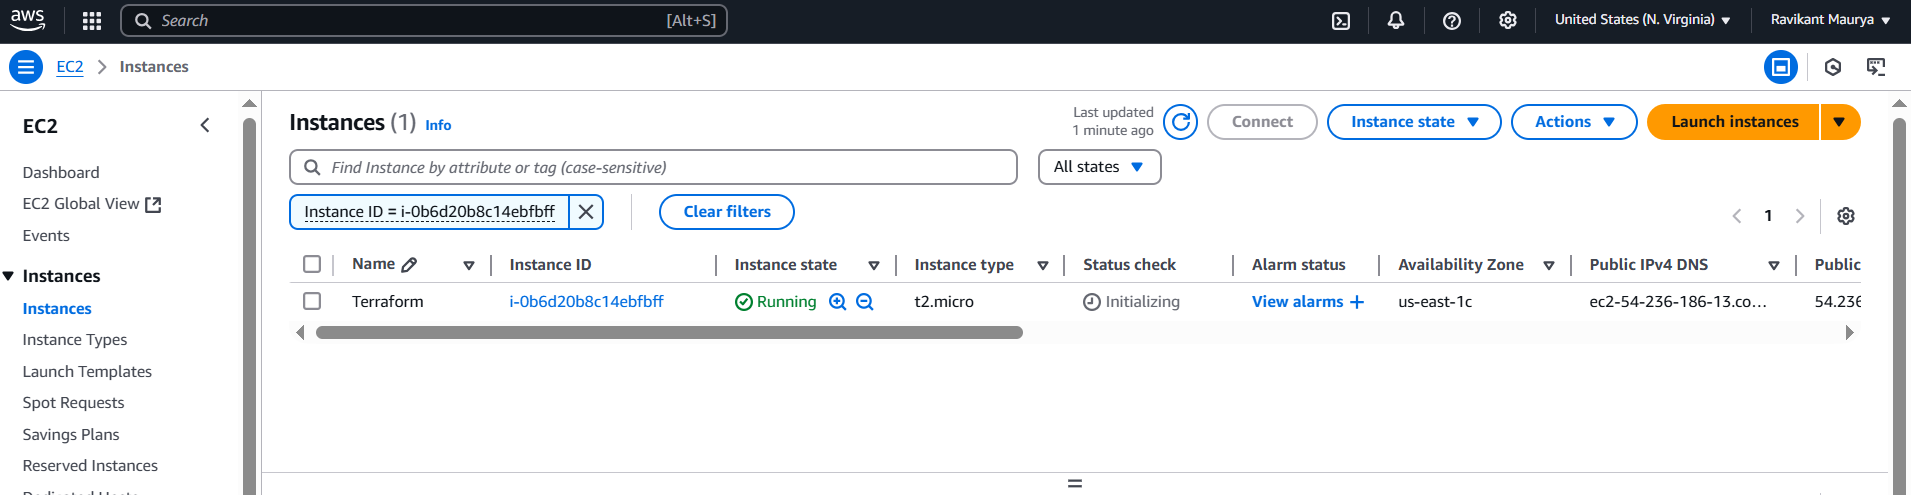 aws
Search [Alt+S] United States (N. Virginia) Ravikant Maurya
EC2 Instances
EC2
Dashboard
EC2 Global View
Events
Instances
Instances
Instance Types
Launch Templates
Spot Requests
Savings Plans
Reserved Instances
Instances (1) Info
Last updated
1 minute ago
Connect Instance state Actions Launch instances
Find Instance by attribute or tag (case-sensitive) All states
Instance ID = i-0b6d20b8c14ebfbff Clear filters
1
Name Instance ID Instance state Instance type Status check Alarm status Availability Zone Public IPv4 DNS Public
Terraform i-0b6d20b8c14ebfbff Running t2.micro Initializing View alarms + us-east-1c ec2-54-236-186-13.co... 54.236